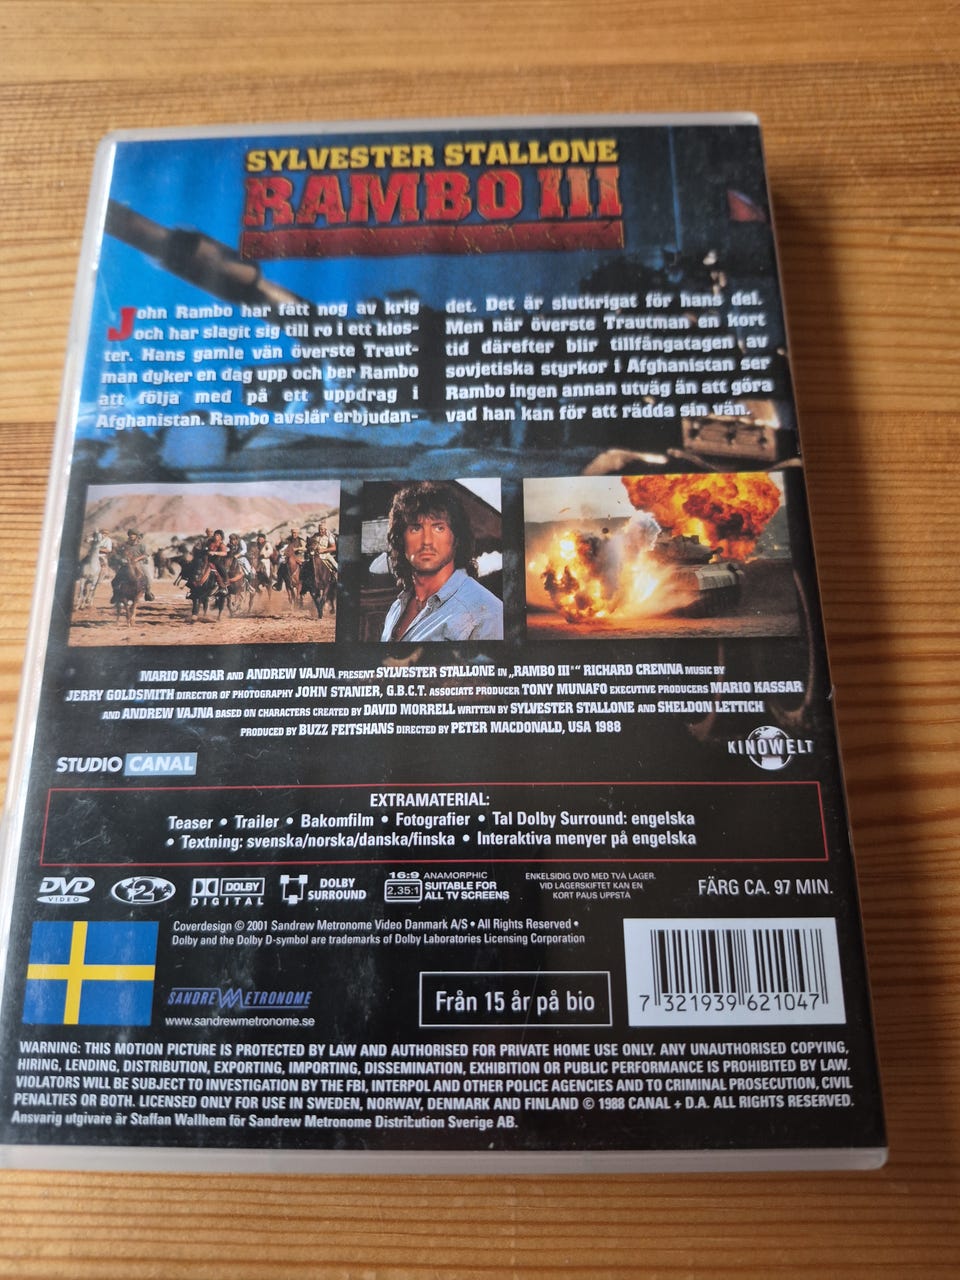 SYLVESTER STALLONE
RAMBO III
John Rambo har fått nog av krig
och har slagit sig till ro i ett klos-
ter. Hans gamle vän överste Traut-
man dyker en dag upp och ber Rambo
att följa med på ett uppdrag i
Afghanistan. Rambo avslår erbjudan-
det. Det är slutkrigat för hans del.
Men när överste Trautman en kort
tid därefter blir tillfångatagen av
sovjetiska styrkor i Afghanistan ser
Rambo ingen annan utväg än att göra
vad han kan för att rädda sin vän.
MARIO KASSAR AND ANDREW VAJNA PRESENT SYLVESTER STALLONE IN „RAMBO III“ RICHARD CRENNA MUSIC BY
JERRY GOLDSMITH DIRECTOR OF PHOTOGRAPHY JOHN STANIER, G.B.C.T. ASSOCIATE PRODUCER TONY MUNAFO EXECUTIVE PRODUCERS MARIO KASSAR
AND ANDREW VAJNA BASED ON CHARACTERS CREATED BY DAVID MORRELL WRITTEN BY SYLVESTER STALLONE AND SHELDON LETTICH
PRODUCED BY BUZZ FEITSHANS DIRECTED BY PETER MACDONALD, USA 1988
STUDIO CANAL
KINOWELT
EXTRAMATERIAL:
Teaser • Trailer • Bakomfilm • Fotografier • Tal Dolby Surround: engelska
• Textning: svenska/norska/danska/finska • Interaktiva menyer på engelska
DVD VIDEO
2
DOLBY DIGITAL
DOLBY SURROUND
16:9 ANAMORPHIC
2,35:1 SUITABLE FOR ALL TV SCREENS
ENKELSIDIG DVD MED TVÅ LAGER.
VID LAGERSKIFTET KAN EN
KORT PAUS UPPSTÅ
FÄRG CA. 97 MIN.
Coverdesign © 2001 Sandrew Metronome Video Danmark A/S • All Rights Reserved •
Dolby and the Dolby D-symbol are trademarks of Dolby Laboratories Licensing Corporation
SANDREW METRONOME
www.sandrewmetronome.se
Från 15 år på bio
7 321939 621047
WARNING: THIS MOTION PICTURE IS PROTECTED BY LAW AND AUTHORISED FOR PRIVATE HOME USE ONLY. ANY UNAUTHORISED COPYING,
HIRING, LENDING, DISTRIBUTION, EXPORTING, IMPORTING, DISSEMINATION, EXHIBITION OR PUBLIC PERFORMANCE IS PROHIBITED BY LAW.
VIOLATORS WILL BE SUBJECT TO INVESTIGATION BY THE FBI, INTERPOL AND OTHER POLICE AGENCIES AND TO CRIMINAL PROSECUTION, CIVIL
PENALTIES OR BOTH. LICENSED ONLY FOR USE IN SWEDEN, NORWAY, DENMARK AND FINLAND © 1988 CANAL + D.A. ALL RIGHTS RESERVED.
Ansvarig utgivare är Staffan Wallhem för Sandrew Metronome Distribution Sverige AB.